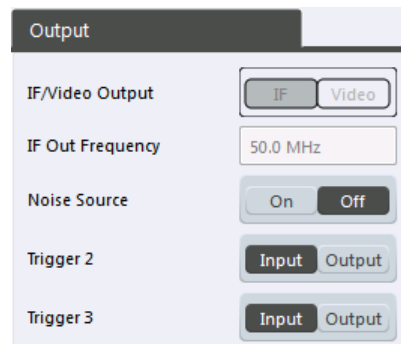 Output
IF/Video Output IF Video
IF Out Frequency 50.0 MHz
Noise Source On Off
Trigger 2 Input Output
Trigger 3 Input Output